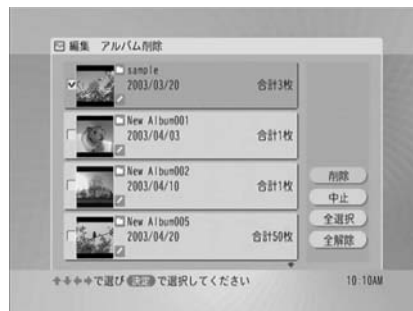 編集 アルバム削除
sample
2003/03/20 合計3枚
New Album001
2003/04/03 合計1枚
New Album002
2003/04/10 合計1枚
New Album005
2003/04/20 合計50枚
削除
中止
全選択
全解除
で選び 決定 で選択してください 10:10AM